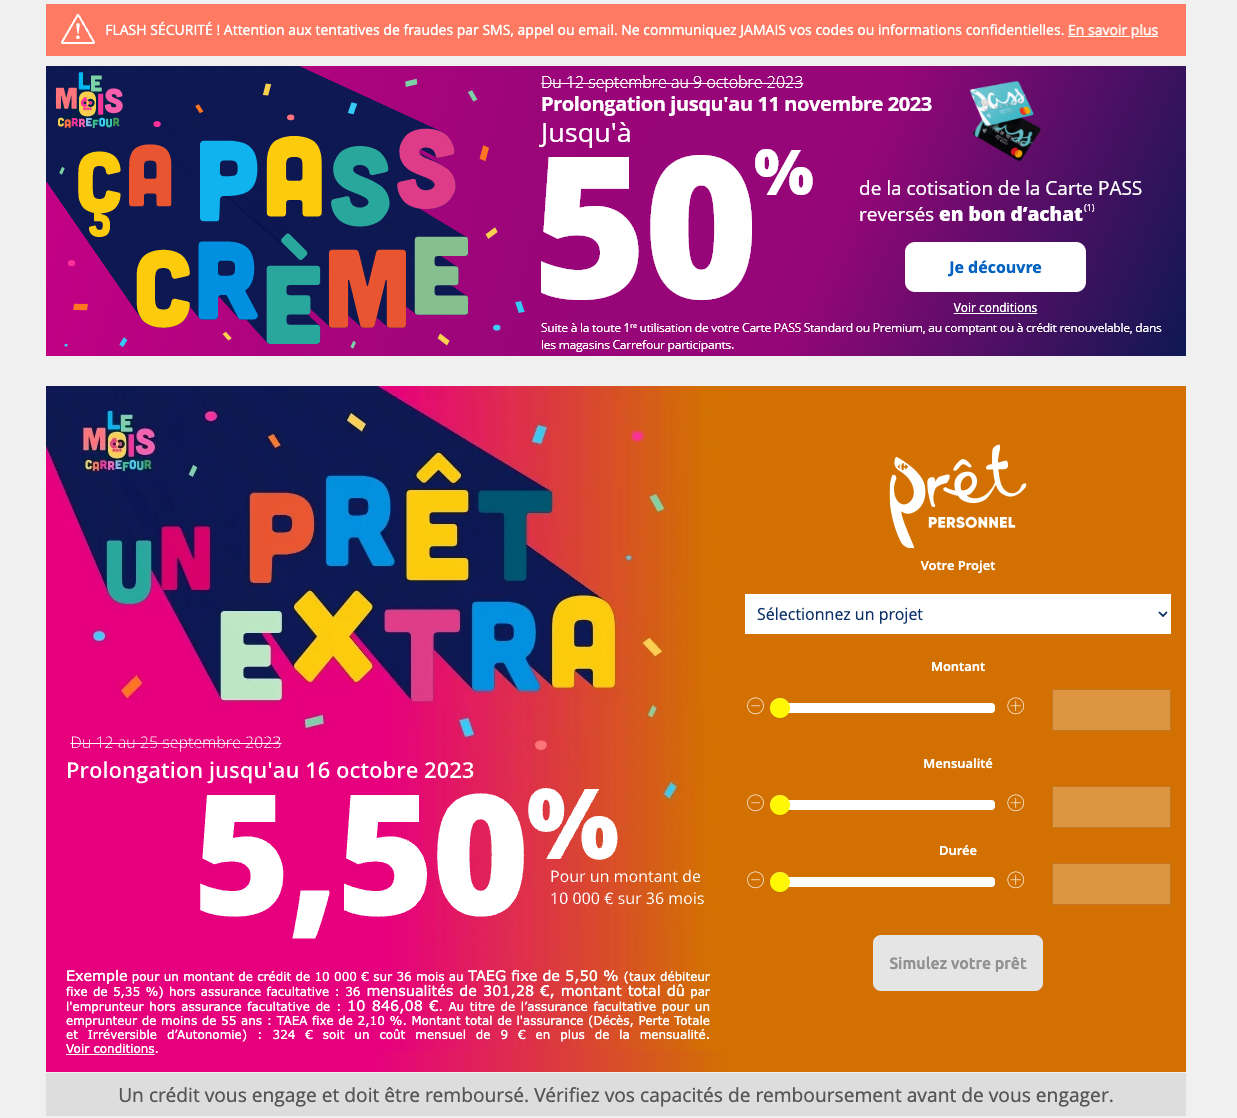 FLASH SÉCURITÉ ! Attention aux tentatives de fraudes par SMS, appel ou email. Ne communiquez JAMAIS vos codes ou informations confidentielles. En savoir plus
LE
MOIS
CARREFOUR
ÇA PASS
CRÈME
Du 12 septembre au 9 octobre 2023
Prolongation jusqu'au 11 novembre 2023
Jusqu'à
50%
pass
pass
de la cotisation de la Carte PASS
reversés en bon d’achat(1)
Je découvre
Voir conditions
Suite à la toute 1re utilisation de votre Carte PASS Standard ou Premium, au comptant ou à crédit renouvelable, dans
les magasins Carrefour participants.
LE
MOIS
CARREFOUR
UN PRÊT
EXTRA
Du 12 au 25 septembre 2023
Prolongation jusqu'au 16 octobre 2023
5,50%
Pour un montant de
10 000 € sur 36 mois
Exemple pour un montant de crédit de 10 000 € sur 36 mois au TAEG fixe de 5,50 % (taux débiteur
fixe de 5,35 %) hors assurance facultative : 36 mensualités de 301,28 €, montant total dû par
l'emprunteur hors assurance facultative de : 10 846,08 €. Au titre de l’assurance facultative pour un
emprunteur de moins de 55 ans : TAEA fixe de 2,10 %. Montant total de l'assurance (Décès, Perte Totale
et Irréversible d’Autonomie) : 324 € soit un coût mensuel de 9 € en plus de la mensualité.
Voir conditions.
prêt
PERSONNEL
Votre Projet
Sélectionnez un projet
Montant
Mensualité
Durée
Simulez votre prêt
Un crédit vous engage et doit être remboursé. Vérifiez vos capacités de remboursement avant de vous engager.